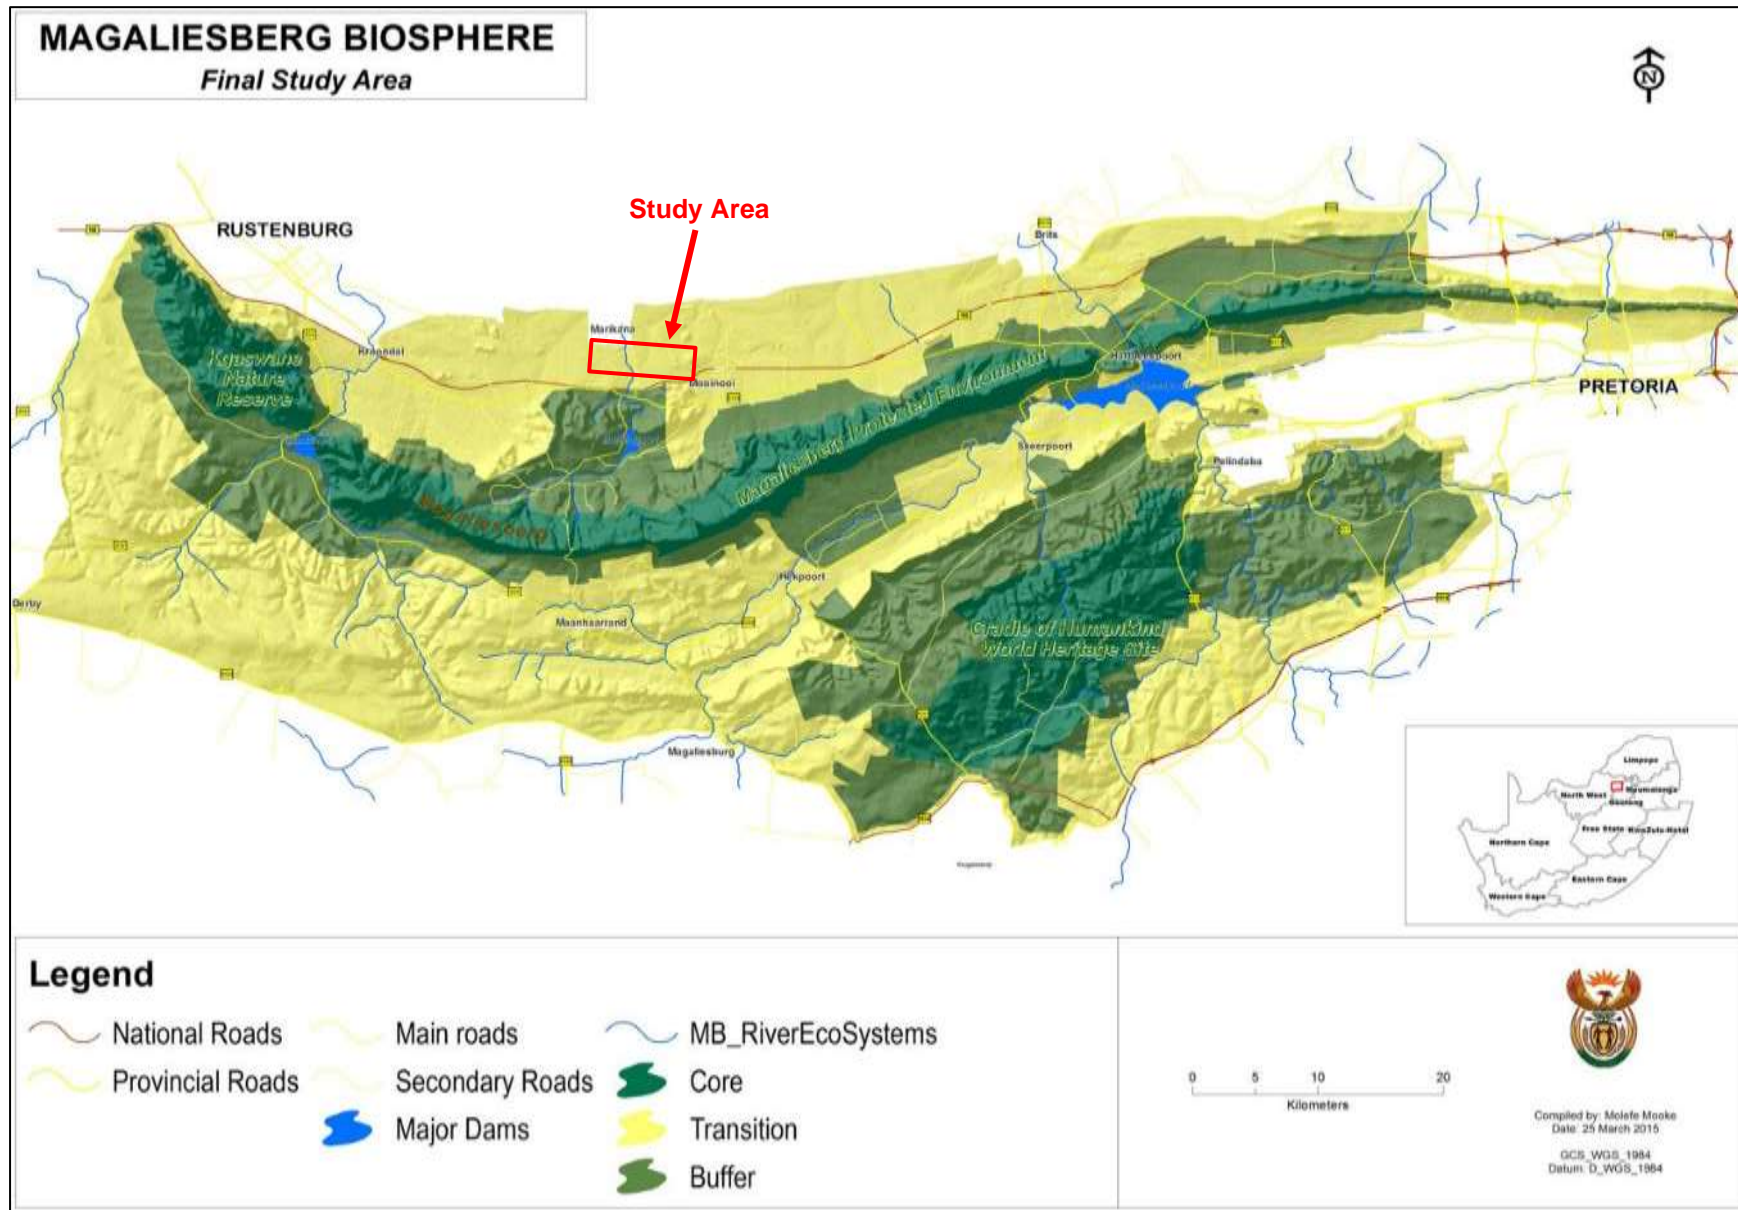 MAGALIESBERG BIOSPHERE
Final Study Area
N
Study Area
RUSTENBURG
Brits
Marikana
Kroondal
Mooinooi
Kgaswane
Nature
Reserve
PRETORIA
Magaliesberg Protected Environment
Skeerpoort
Pelindaba
Magaliesberg
Hekpoort
Derby
Maanhaarrand
Cradle of Humankind
World Heritage Site
Magaliesburg
Limpopo
North West
Mpumalanga
Gauteng
Free State
KwaZulu-Natal
Northern Cape
Eastern Cape
Western Cape
Legend
National Roads
Main roads
MB_RiverEcoSystems
Provincial Roads
Secondary Roads
Core
Major Dams
Transition
Buffer
0 5 10 20
Kilometers
Compiled by: Molefe Mooke
Date: 25 March 2015
GCS_WGS_1984
Datum: D_WGS_1984